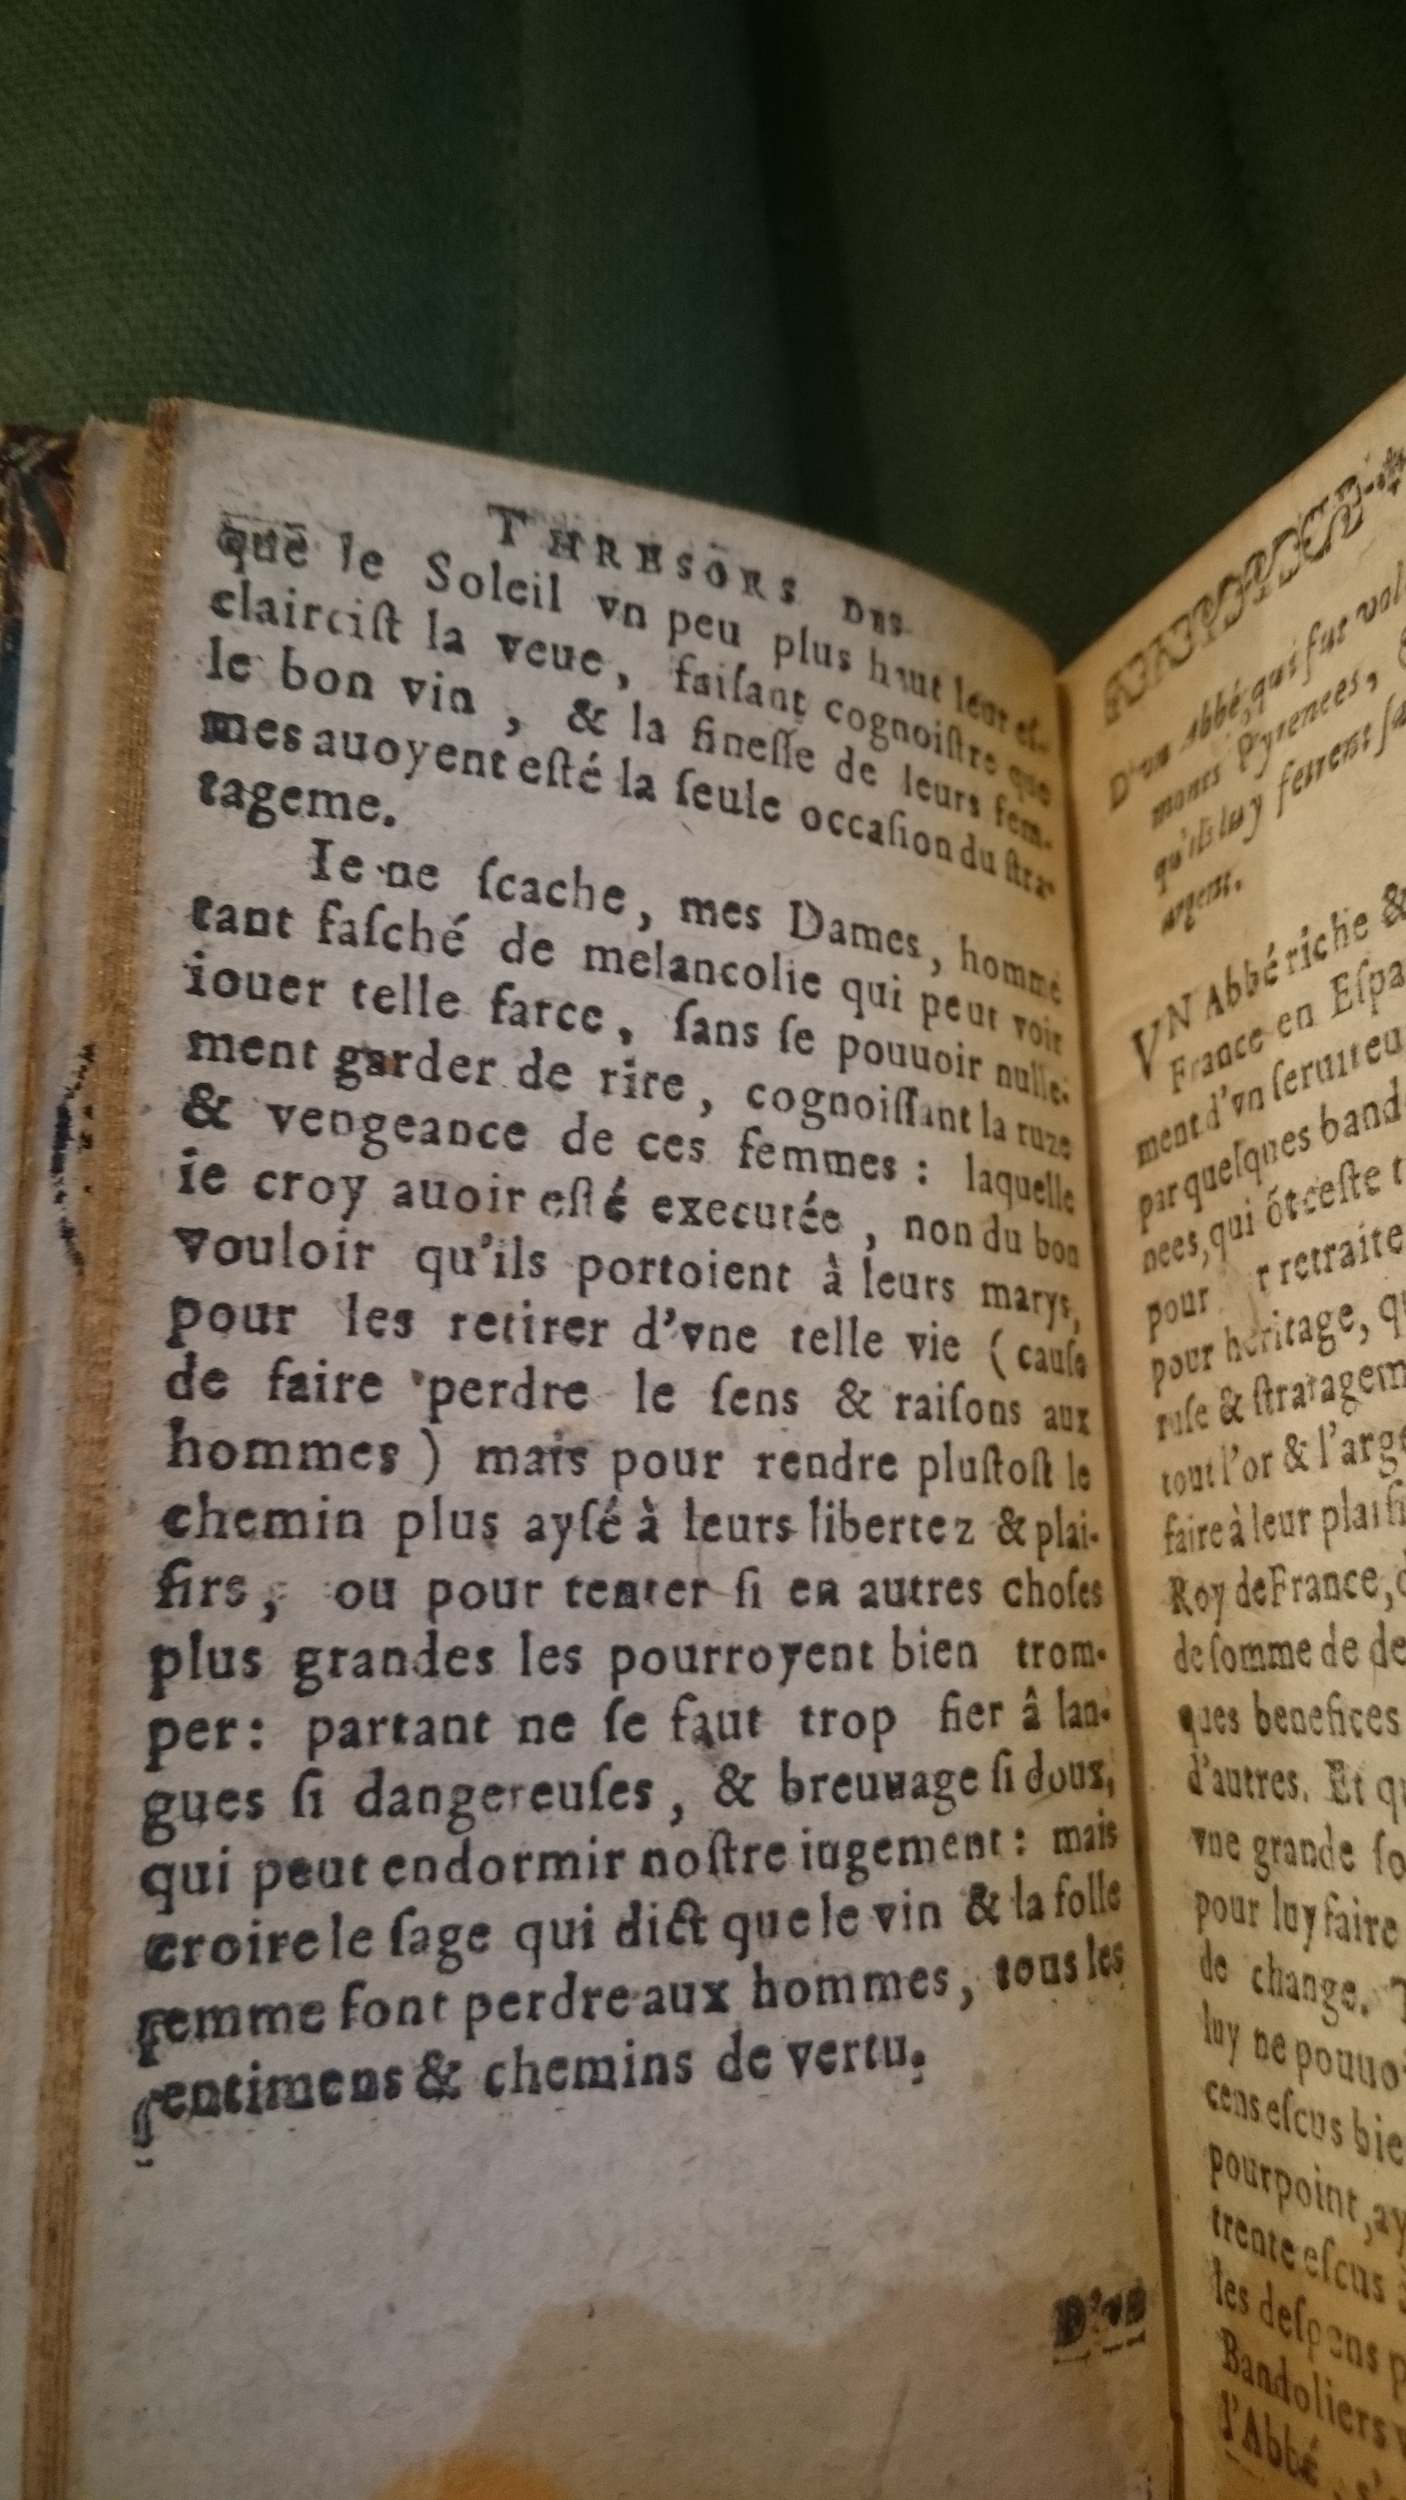 THRESORS DES
que le Soleil vn peu plus haut leur eſ-
clairciſt la veue, faiſant cognoiſtre que
le bon vin, & la fineſſe de leurs fem-
mes auoyent eſté la ſeule occaſion du ſtra-
tageme.
Ie ne ſcache, mes Dames, homme
tant faſché de melancolie qui peut voir
iouer telle farce, ſans ſe pouuoir nulle-
ment garder de rire, cognoiſſant la ruze
& vengeance de ces femmes : laquelle
ie croy auoir eſté executée, non du bon
vouloir qu'ils portoient à leurs marys,
pour les retirer d'vne telle vie ( cauſe
de faire perdre le ſens & raiſons aux
hommes ) mais pour rendre pluſtoſt le
chemin plus ayſé à leurs libertez & plai-
ſirs, ou pour tenter ſi en autres choſes
plus grandes les pourroyent bien trom-
per: partant ne ſe faut trop fier â lan-
gues ſi dangereuſes, & breuuage ſi doux,
qui peut endormir noſtre iugement: mais
croire le ſage qui dict que le vin & la folle
femme font perdre aux hommes, tous les
ſentimens & chemins de vertu.
D'vn
D'vn Abbé, qui fut vol
monts Pyrenees,
qu'ils luy feirent ſa
argent.
VN Abbé riche &
France en Eſpa
ment d'vn ſeruiteu
par quelques band
nees, qui õt ceſte t
pour r retraite
pour heritage, qu
ruſe & ſtratagem
tout l'or & l'arge
faire à leur plaiſi
Roy de France,
de ſomme de de
ques benefices
d'autres. Et qu
vne grande ſo
pour luy faire
de change.
luy ne pouuoi
cens eſcus bie
pourpoint, ay
trente eſcus
les deſpens p
Bandoliers v
l'Abbé